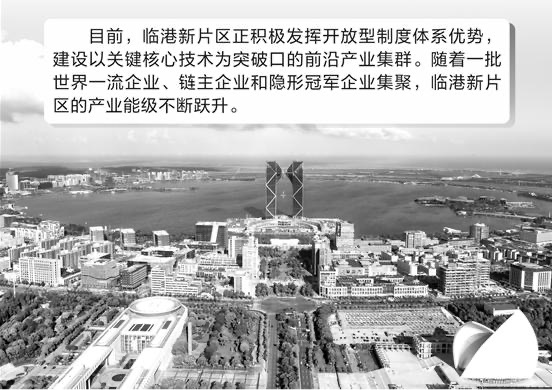 目前，临港新片区正积极发挥开放型制度体系优势，
建设以关键核心技术为突破口的前沿产业集群。随着一批
世界一流企业、链主企业和隐形冠军企业集聚，临港新片
区的产业能级不断跃升。